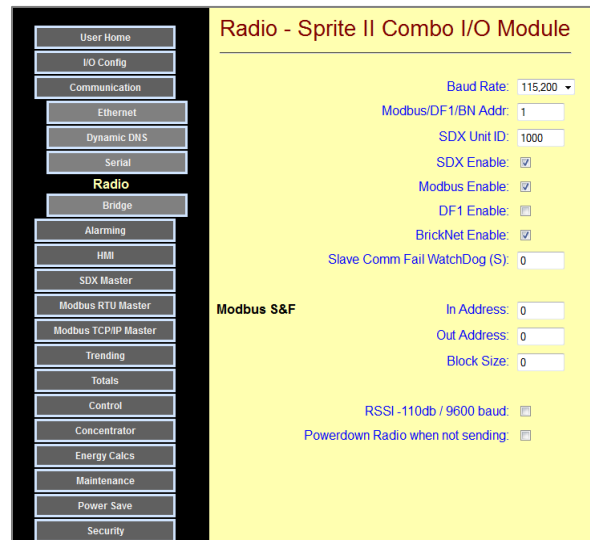 User Home
I/O Config
Communication
Ethernet
Dynamic DNS
Serial
Radio
Bridge
Alarming
HMI
SDX Master
Modbus RTU Master
Modbus TCP/IP Master
Trending
Totals
Control
Concentrator
Energy Calcs
Maintenance
Power Save
Security
Radio - Sprite II Combo I/O Module
Baud Rate: 115,200
Modbus/DF1/BN Addr: 1
SDX Unit ID: 1000
SDX Enable:
Modbus Enable:
DF1 Enable:
BrickNet Enable:
Slave Comm Fail WatchDog (S): 0
Modbus S&F In Address: 0
Out Address: 0
Block Size: 0
RSSI -110db / 9600 baud:
Powerdown Radio when not sending: